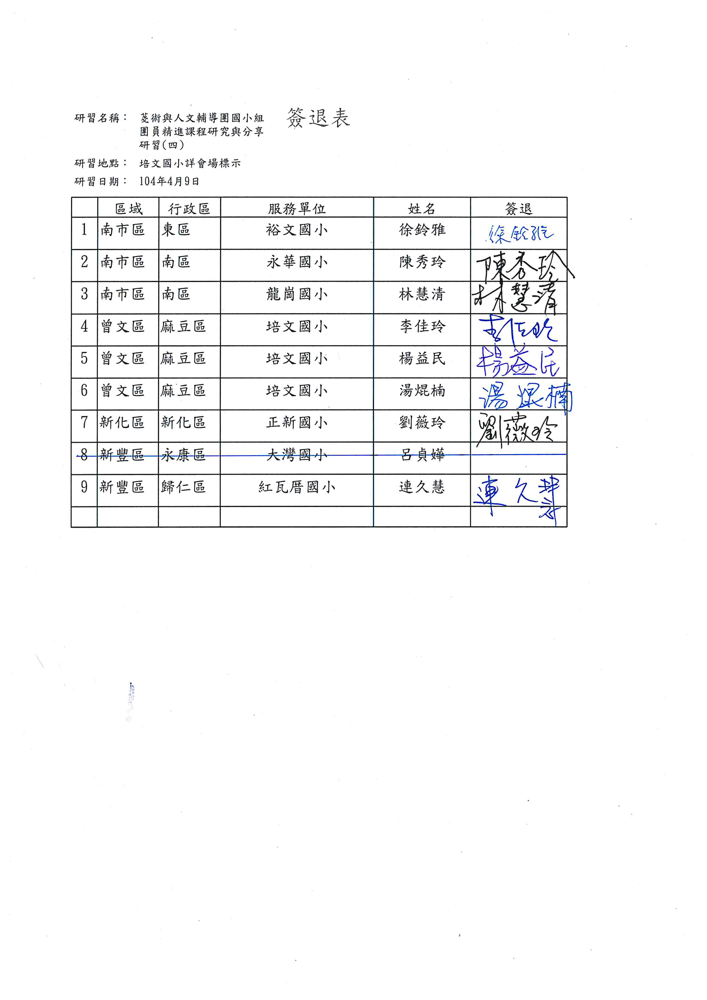 簽退表
研習名稱： 藝術與人文輔導團國小組
團員精進課程研究與分享
研習(四)
研習地點： 培文國小詳會場標示
研習日期： 104年4月9日
區域 行政區 服務單位 姓名 簽退
1 南市區 東區 裕文國小 徐鈴雅 徐鈴雅
2 南市區 南區 永華國小 陳秀玲 陳秀玲
3 南市區 南區 龍崗國小 林慧清 林慧清
4 曾文區 麻豆區 培文國小 李佳玲 李佳玲
5 曾文區 麻豆區 培文國小 楊益民 楊益民
6 曾文區 麻豆區 培文國小 湯焜楠 湯焜楠
7 新化區 新化區 正新國小 劉薇玲 劉薇玲
8 新豐區 永康區 大灣國小 呂貞嬅
9 新豐區 歸仁區 紅瓦厝國小 連久慧 連久慧